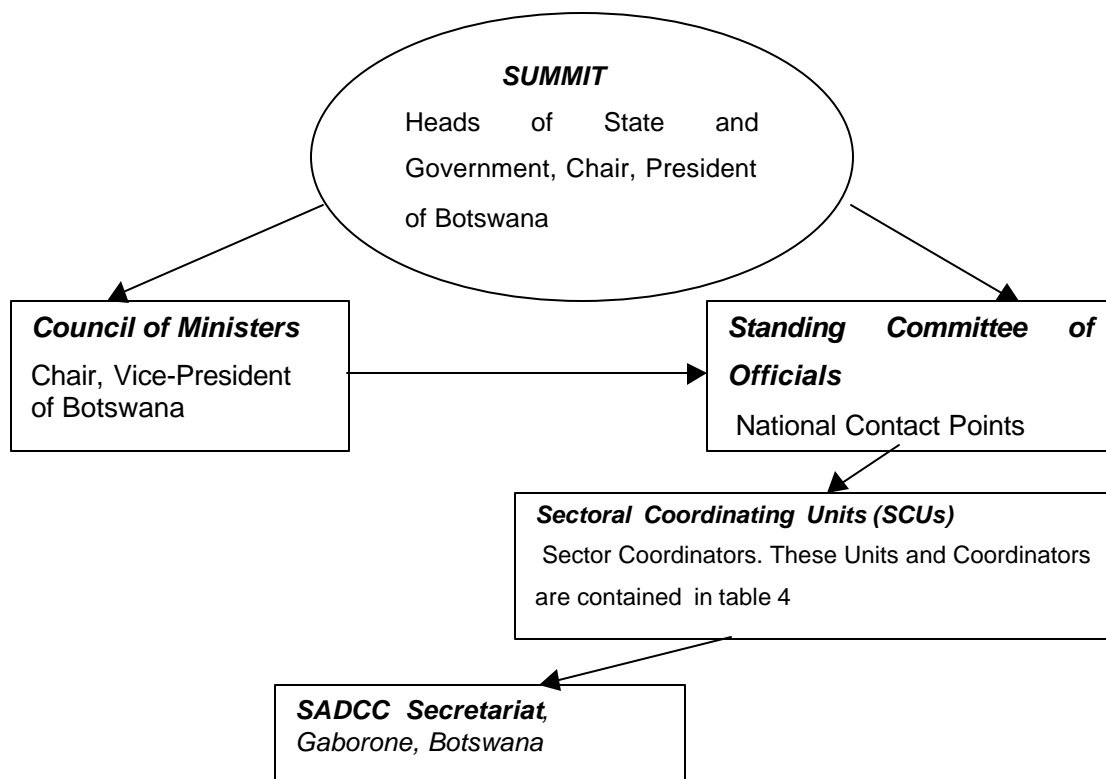 SUMMIT
Heads of State and
Government, Chair, President
of Botswana
Council of Ministers
Chair, Vice-President
of Botswana
Standing Committee of
Officials
National Contact Points
Sectoral Coordinating Units (SCUs)
Sector Coordinators. These Units and Coordinators
are contained in table 4
SADCC Secretariat,
Gaborone, Botswana